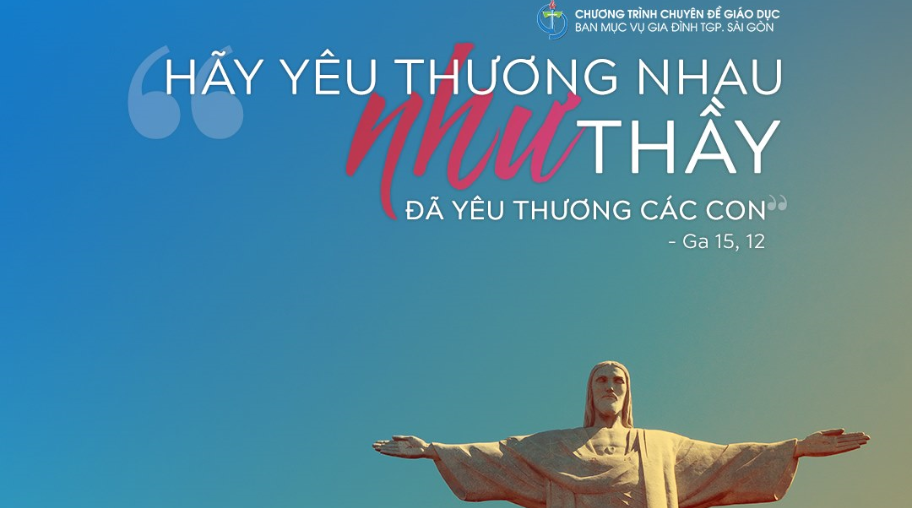 CHƯƠNG TRÌNH CHUYÊN ĐỀ GIÁO DỤC
BAN MỤC VỤ GIA ĐÌNH TGP. SÀI GÒN
“HÃY YÊU THƯƠNG NHAU
như THẦY
ĐÃ YÊU THƯƠNG CÁC CON”
- Ga 15, 12